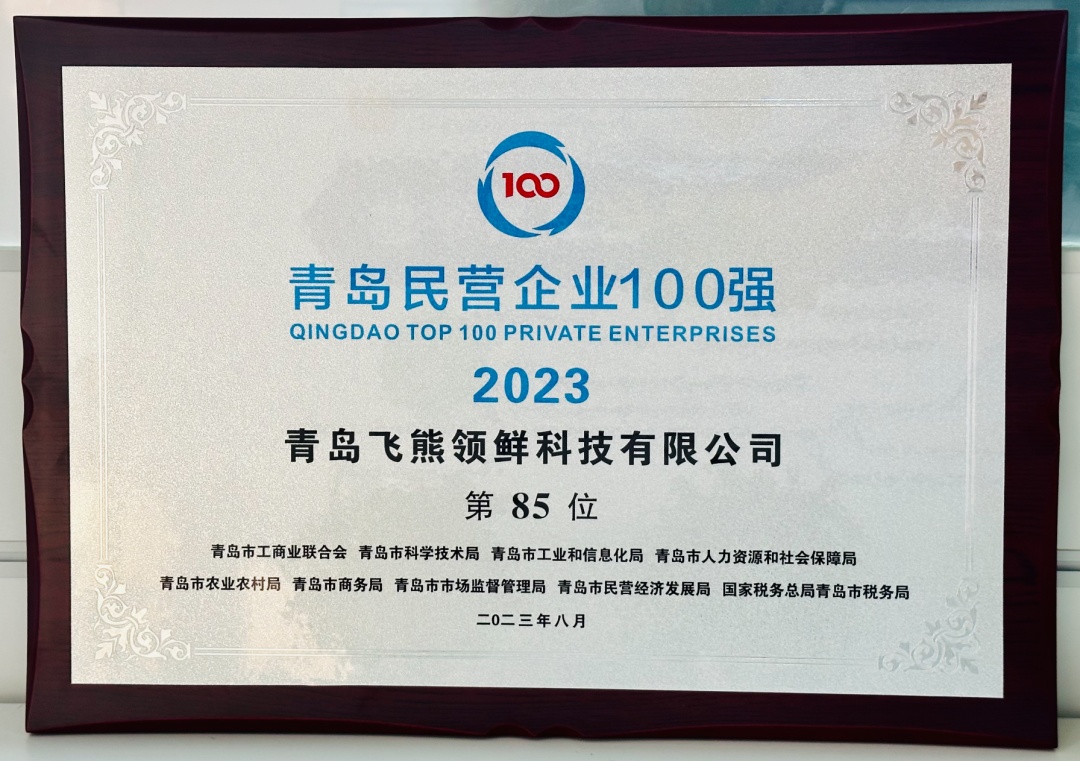 100
青岛民营企业100强
QINGDAO TOP 100 PRIVATE ENTERPRISES
2023
青岛飞熊领鲜科技有限公司
第 85 位
青岛市工商业联合会 青岛市科学技术局 青岛市工业和信息化局 青岛市人力资源和社会保障局
青岛市农业农村局 青岛市商务局 青岛市市场监督管理局 青岛市民营经济发展局 国家税务总局青岛市税务局
二0二三年八月